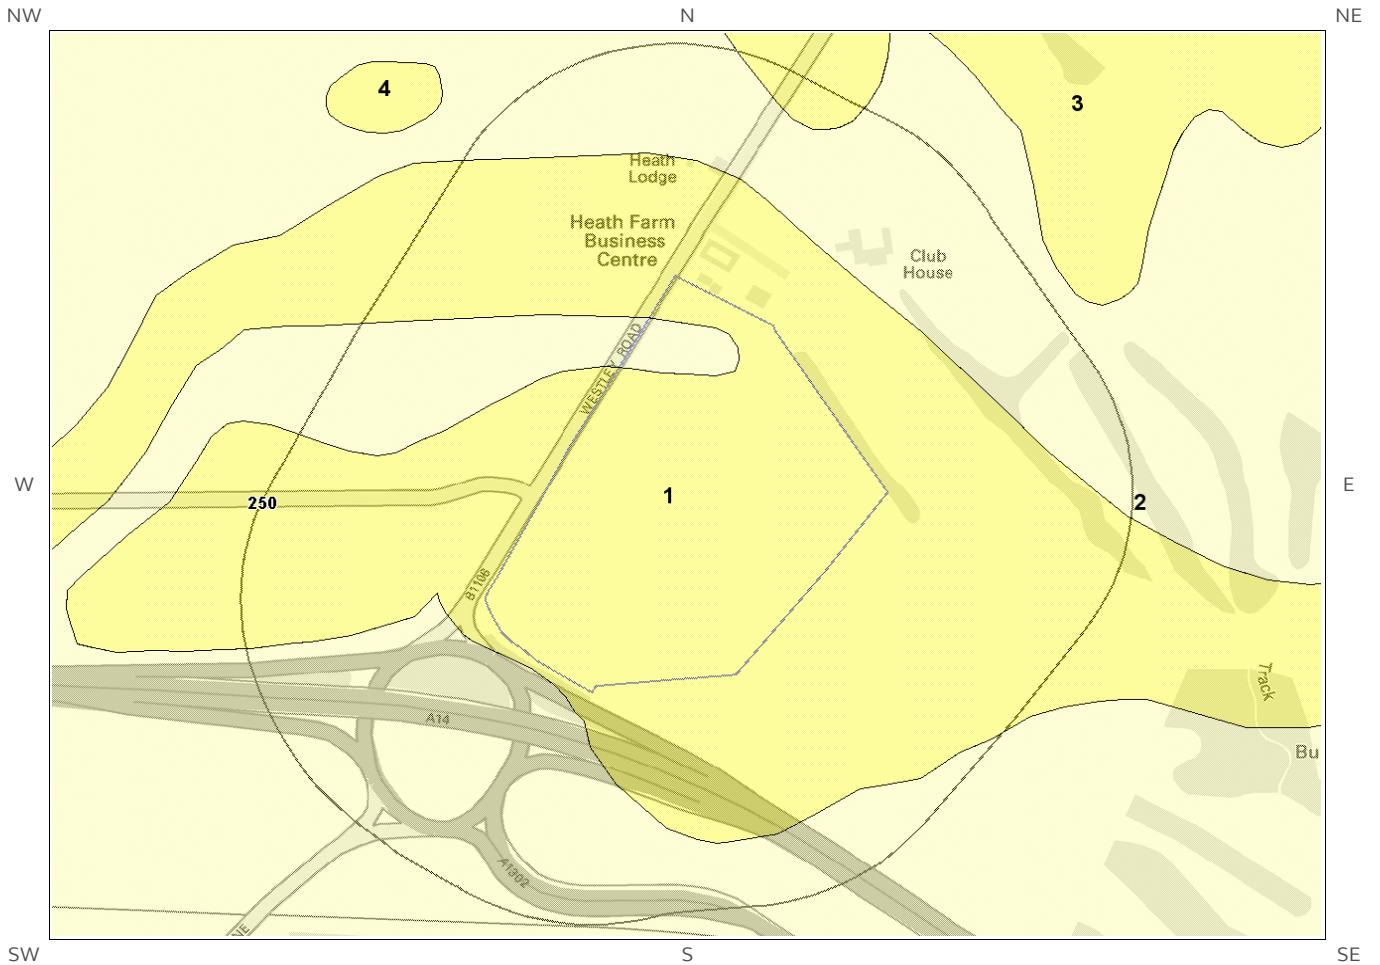 NW
N
NE
4
3
Heath
Lodge
Heath Farm
Business
Centre
Club
House
WESTLEY ROAD
W
E
1
250
2
B1106
Track
A14
Bu
A1302
NE
SW
S
SE